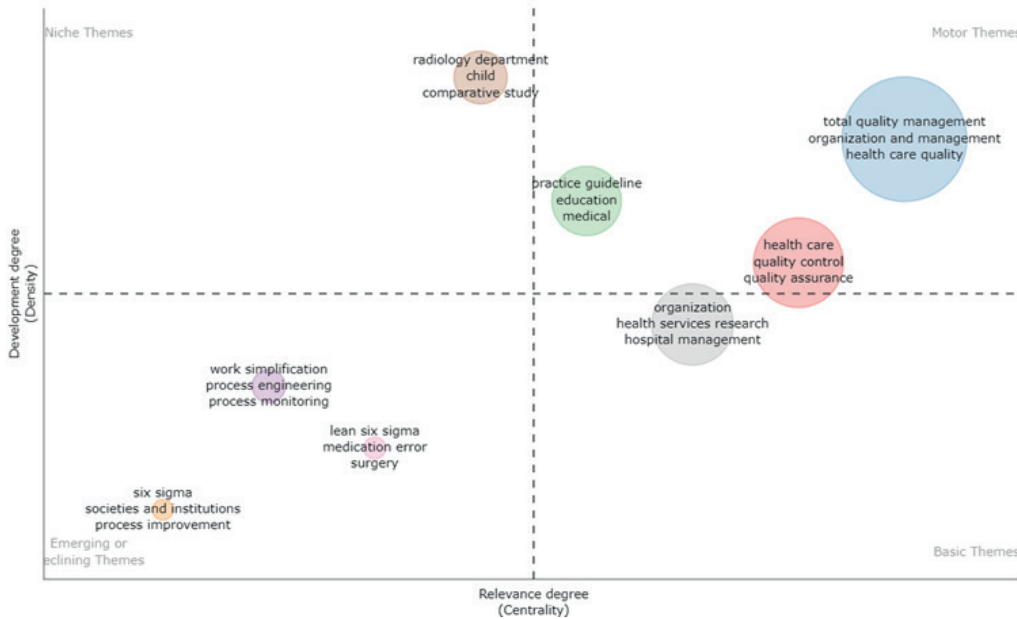 Niche Themes
Motor Themes
radiology department
child
comparative study
total quality management
organization and management
health care quality
practice guideline
education
medical
health care
quality control
quality assurance
Development degree
(Density)
organization
health services research
hospital management
work simplification
process engineering
process monitoring
lean six sigma
medication error
surgery
six sigma
societies and institutions
process improvement
Emerging or
eclining Themes
Basic Themes
Relevance degree
(Centrality)